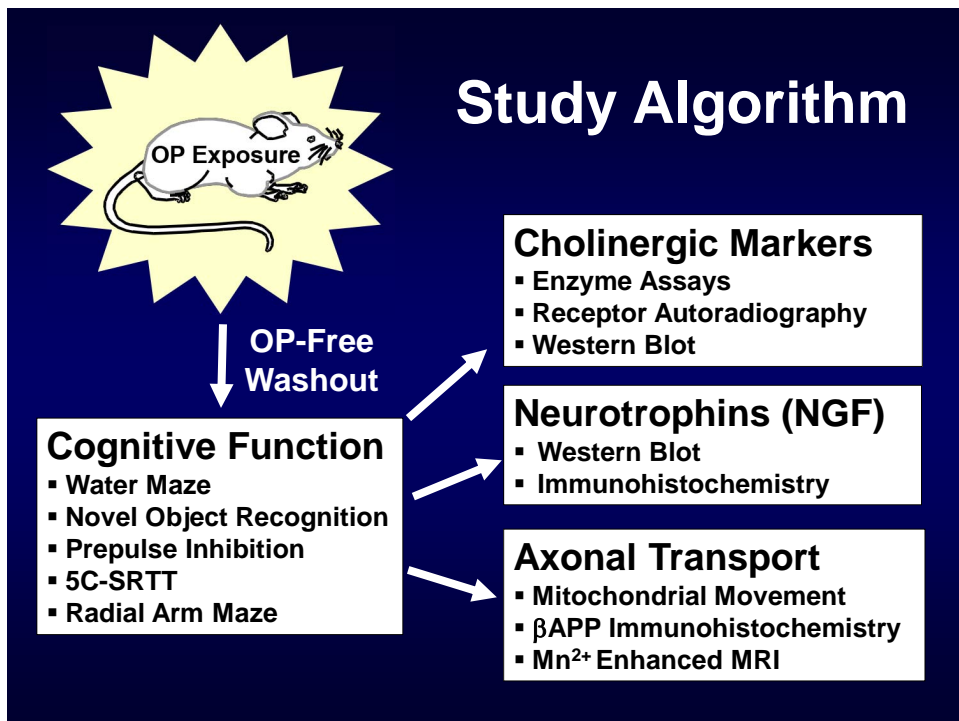 Study Algorithm
OP Exposure
OP-Free
Washout
Cognitive Function
▪ Water Maze
▪ Novel Object Recognition
▪ Prepulse Inhibition
▪ 5C-SRTT
▪ Radial Arm Maze
Cholinergic Markers
▪ Enzyme Assays
▪ Receptor Autoradiography
▪ Western Blot
Neurotrophins (NGF)
▪ Western Blot
▪ Immunohistochemistry
Axonal Transport
▪ Mitochondrial Movement
▪ βAPP Immunohistochemistry
▪ Mn²⁺ Enhanced MRI